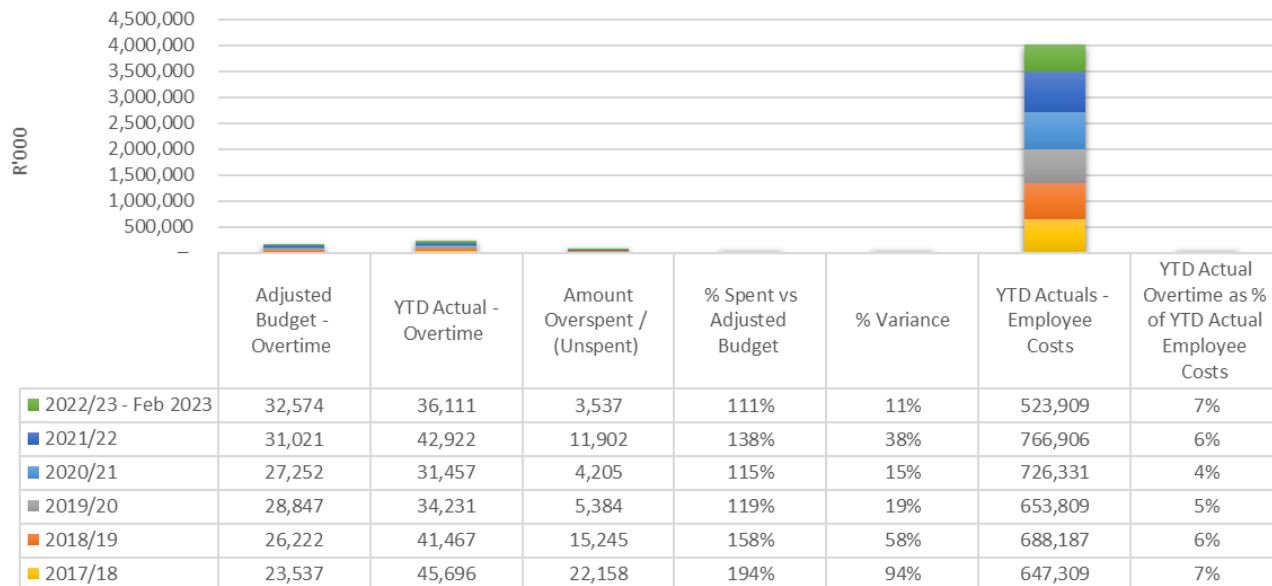 4,500,000
4,000,000
3,500,000
3,000,000
2,500,000
2,000,000
1,500,000
1,000,000
500,000
–
R'000
Adjusted Budget - Overtime
YTD Actual - Overtime
Amount Overspent / (Unspent)
% Spent vs Adjusted Budget
% Variance
YTD Actuals - Employee Costs
YTD Actual Overtime as % of YTD Actual Employee Costs
2022/23 - Feb 2023 32,574 36,111 3,537 111% 11% 523,909 7%
2021/22 31,021 42,922 11,902 138% 38% 766,906 6%
2020/21 27,252 31,457 4,205 115% 15% 726,331 4%
2019/20 28,847 34,231 5,384 119% 19% 653,809 5%
2018/19 26,222 41,467 15,245 158% 58% 688,187 6%
2017/18 23,537 45,696 22,158 194% 94% 647,309 7%